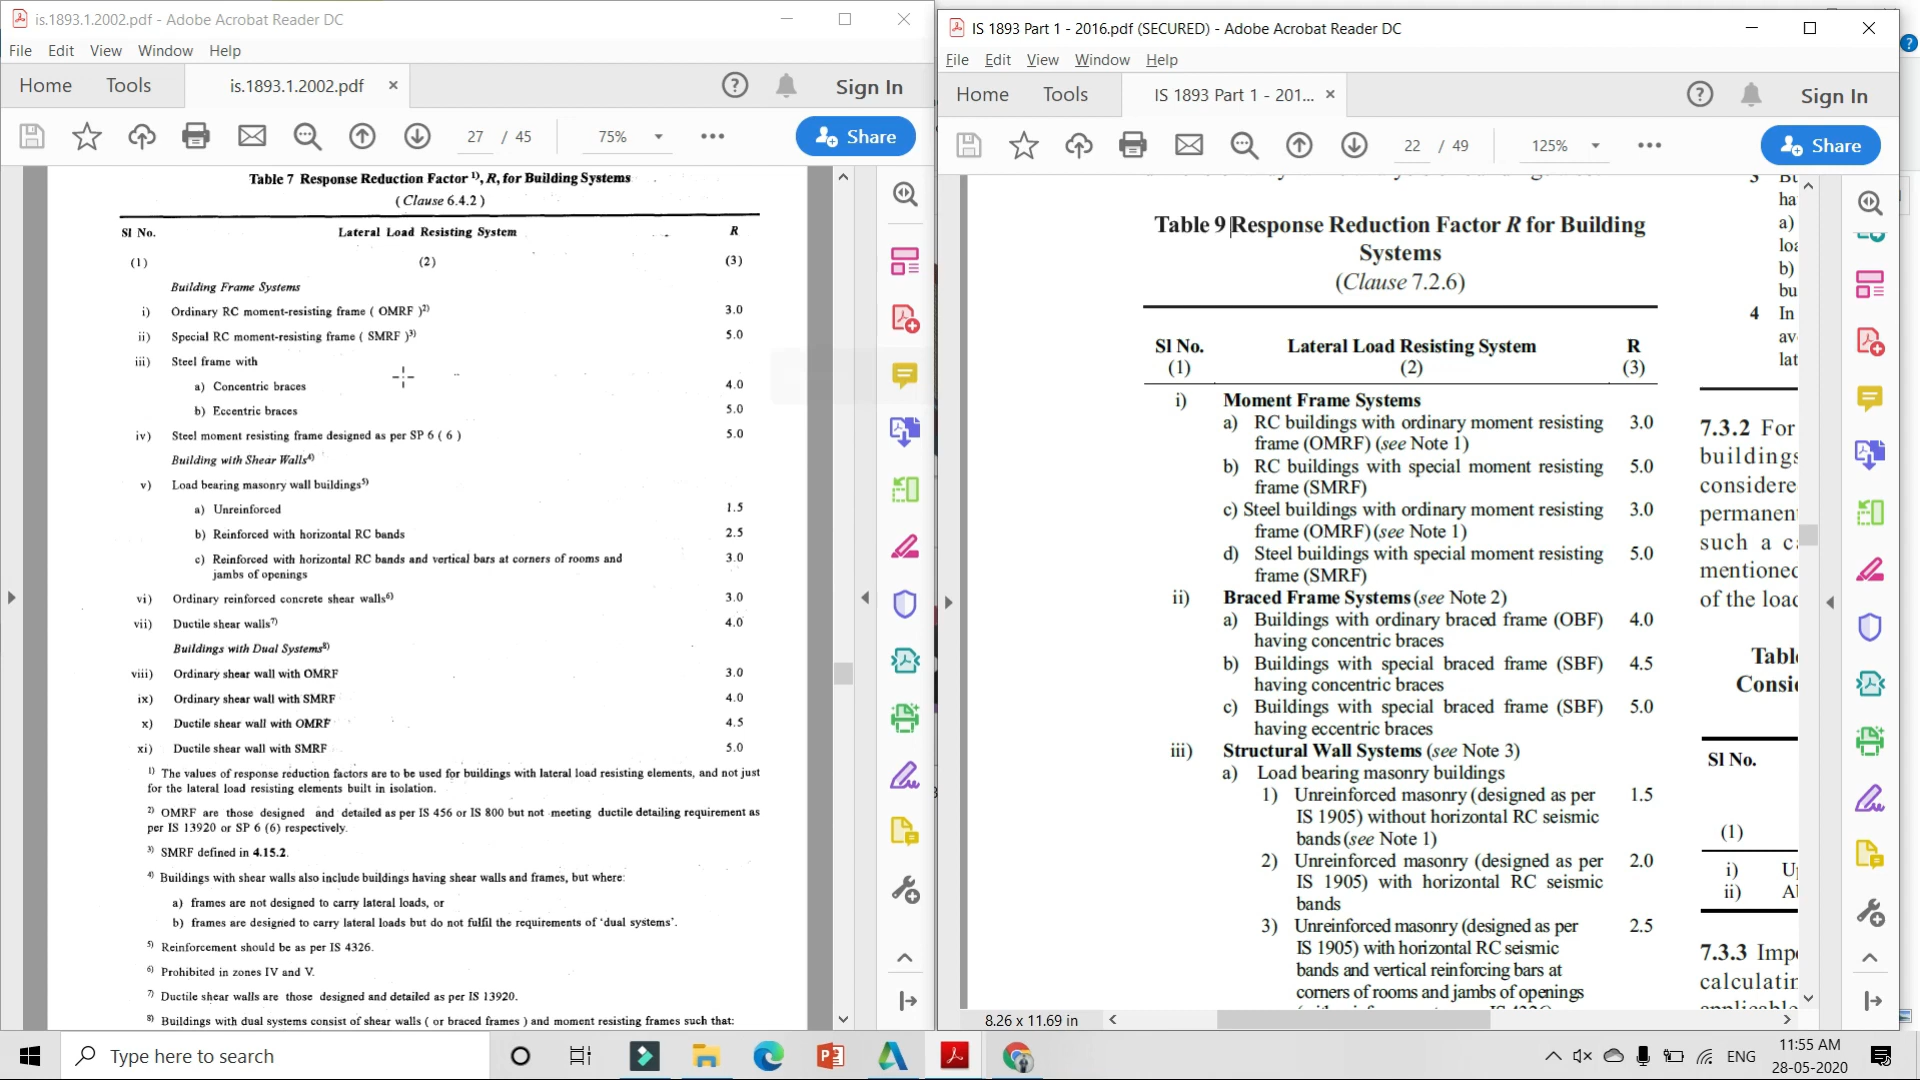 is.1893.1.2002.pdf - Adobe Acrobat Reader DC
File Edit View Window Help
Home Tools is.1893.1.2002.pdf × Sign In
27 / 45 75% Share
Table 7 Response Reduction Factor 1), R, for Building Systems
( Clause 6.4.2 )
Sl No. Lateral Load Resisting System R
(1) (2) (3)
Building Frame Systems
i) Ordinary RC moment-resisting frame ( OMRF )2) 3.0
ii) Special RC moment-resisting frame ( SMRF )3) 5.0
iii) Steel frame with
a) Concentric braces 4.0
b) Eccentric braces 5.0
iv) Steel moment resisting frame designed as per SP 6 ( 6 ) 5.0
Building with Shear Walls4)
v) Load bearing masonry wall buildings5)
a) Unreinforced 1.5
b) Reinforced with horizontal RC bands 2.5
c) Reinforced with horizontal RC bands and vertical bars at corners of rooms and 3.0
jambs of openings
vi) Ordinary reinforced concrete shear walls6) 3.0
vii) Ductile shear walls7) 4.0
Buildings with Dual Systems8)
viii) Ordinary shear wall with OMRF 3.0
ix) Ordinary shear wall with SMRF 4.0
x) Ductile shear wall with OMRF 4.5
xi) Ductile shear wall with SMRF 5.0
1) The values of response reduction factors are to be used for buildings with lateral load resisting elements, and not just
for the lateral load resisting elements built in isolation.
2) OMRF are those designed and detailed as per IS 456 or IS 800 but not meeting ductile detailing requirement as
per IS 13920 or SP 6 (6) respectively.
3) SMRF defined in 4.15.2.
4) Buildings with shear walls also include buildings having shear walls and frames, but where:
a) frames are not designed to carry lateral loads, or
b) frames are designed to carry lateral loads but do not fulfil the requirements of ‘dual systems’.
5) Reinforcement should be as per IS 4326.
6) Prohibited in zones IV and V.
7) Ductile shear walls are those designed and detailed as per IS 13920.
8) Buildings with dual systems consist of shear walls ( or braced frames ) and moment resisting frames such that:
IS 1893 Part 1 - 2016.pdf (SECURED) - Adobe Acrobat Reader DC
File Edit View Window Help
Home Tools IS 1893 Part 1 - 201... × Sign In
22 / 49 125% Share
Table 9 Response Reduction Factor R for Building
Systems
(Clause 7.2.6)
Sl No. Lateral Load Resisting System R
(1) (2) (3)
i) Moment Frame Systems
a) RC buildings with ordinary moment resisting 3.0
frame (OMRF) (see Note 1)
b) RC buildings with special moment resisting 5.0
frame (SMRF)
c) Steel buildings with ordinary moment resisting 3.0
frame (OMRF) (see Note 1)
d) Steel buildings with special moment resisting 5.0
frame (SMRF)
ii) Braced Frame Systems (see Note 2)
a) Buildings with ordinary braced frame (OBF) 4.0
having concentric braces
b) Buildings with special braced frame (SBF) 4.5
having concentric braces
c) Buildings with special braced frame (SBF) 5.0
having eccentric braces
iii) Structural Wall Systems (see Note 3)
a) Load bearing masonry buildings
1) Unreinforced masonry (designed as per 1.5
IS 1905) without horizontal RC seismic
bands (see Note 1)
2) Unreinforced masonry (designed as per 2.0
IS 1905) with horizontal RC seismic
bands
3) Unreinforced masonry (designed as per 2.5
IS 1905) with horizontal RC seismic
bands and vertical reinforcing bars at
corners of rooms and jambs of openings
a)
b)
4 In
7.3.2 For
buildings
such a
mentioned
of the
Sl No.
(1)
i)
ii)
7.3.3
8.26 x 11.69 in
Type here to search
ENG
11:55 AM
28-05-2020